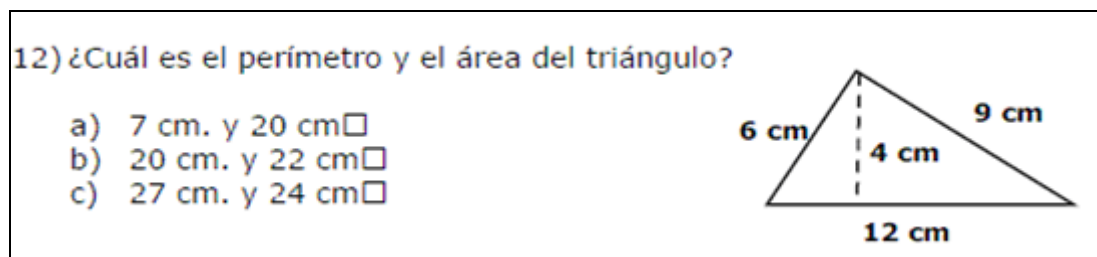 12) ¿Cuál es el perímetro y el área del triángulo?
a) 7 cm. y 20 cm□
b) 20 cm. y 22 cm□
c) 27 cm. y 24 cm□
6 cm
9 cm
4 cm
12 cm